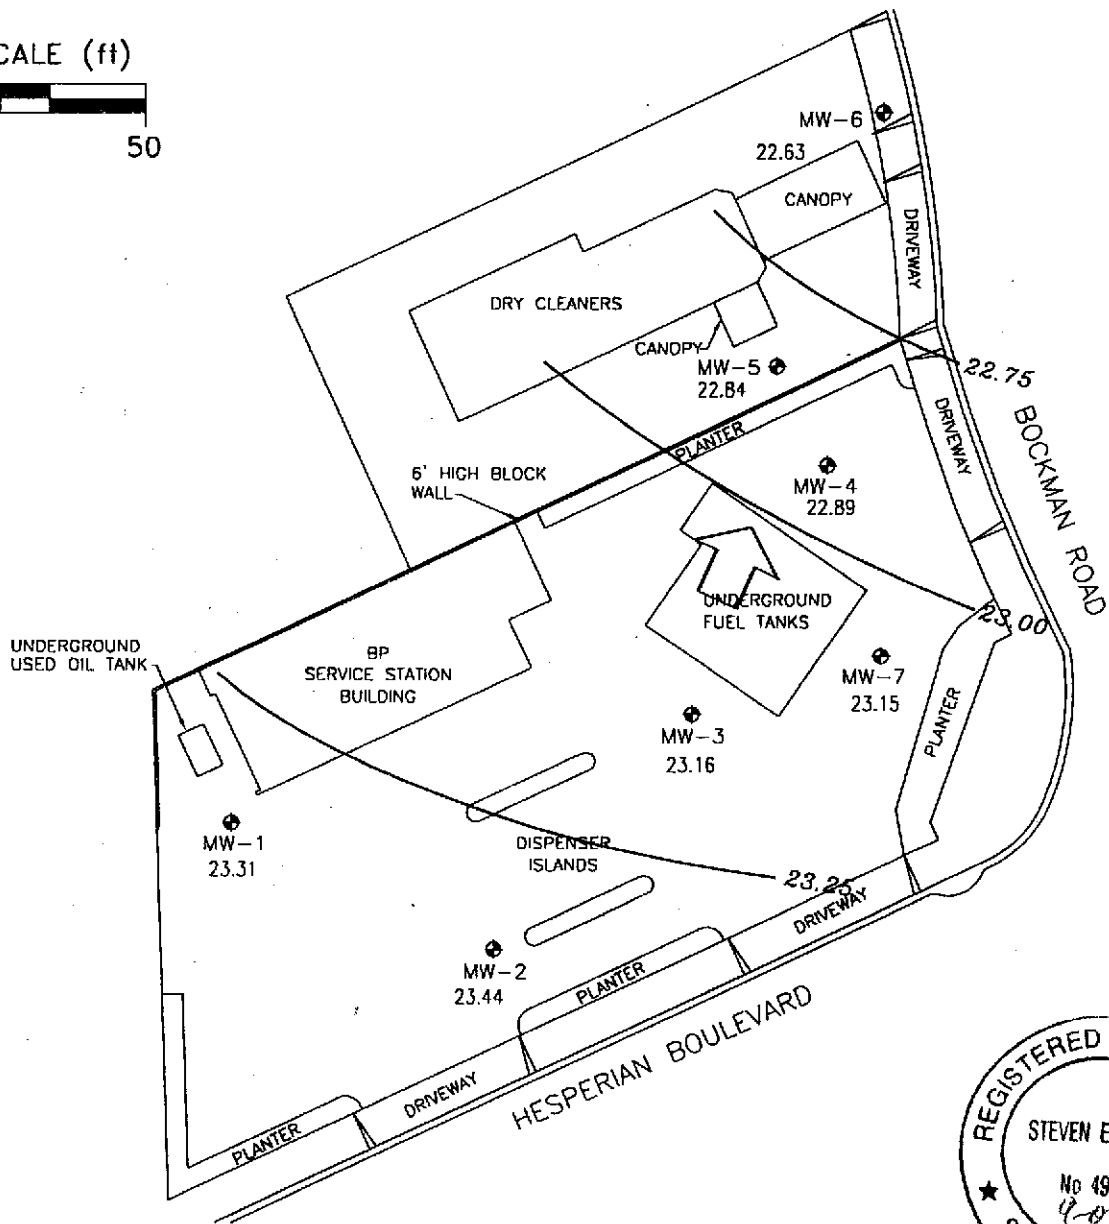 SCALE (ft)
50
MW-6
22.63
CANOPY
DRIVEWAY
DRY CLEANERS
CANOPY
MW-5
22.84
22.75
PLANTER
DRIVEWAY
BOCKMAN ROAD
6' HIGH BLOCK
WALL
MW-4
22.89
UNDERGROUND
FUEL TANKS
23.00
UNDERGROUND
USED OIL TANK
BP
SERVICE STATION
BUILDING
MW-7
23.15
PLANTER
MW-3
23.16
MW-1
23.31
DISPENSER
ISLANDS
23.25
DRIVEWAY
MW-2
23.44
PLANTER
HESPERIAN BOULEVARD
DRIVEWAY
PLANTER
REGISTERED
STEVEN E
No 49